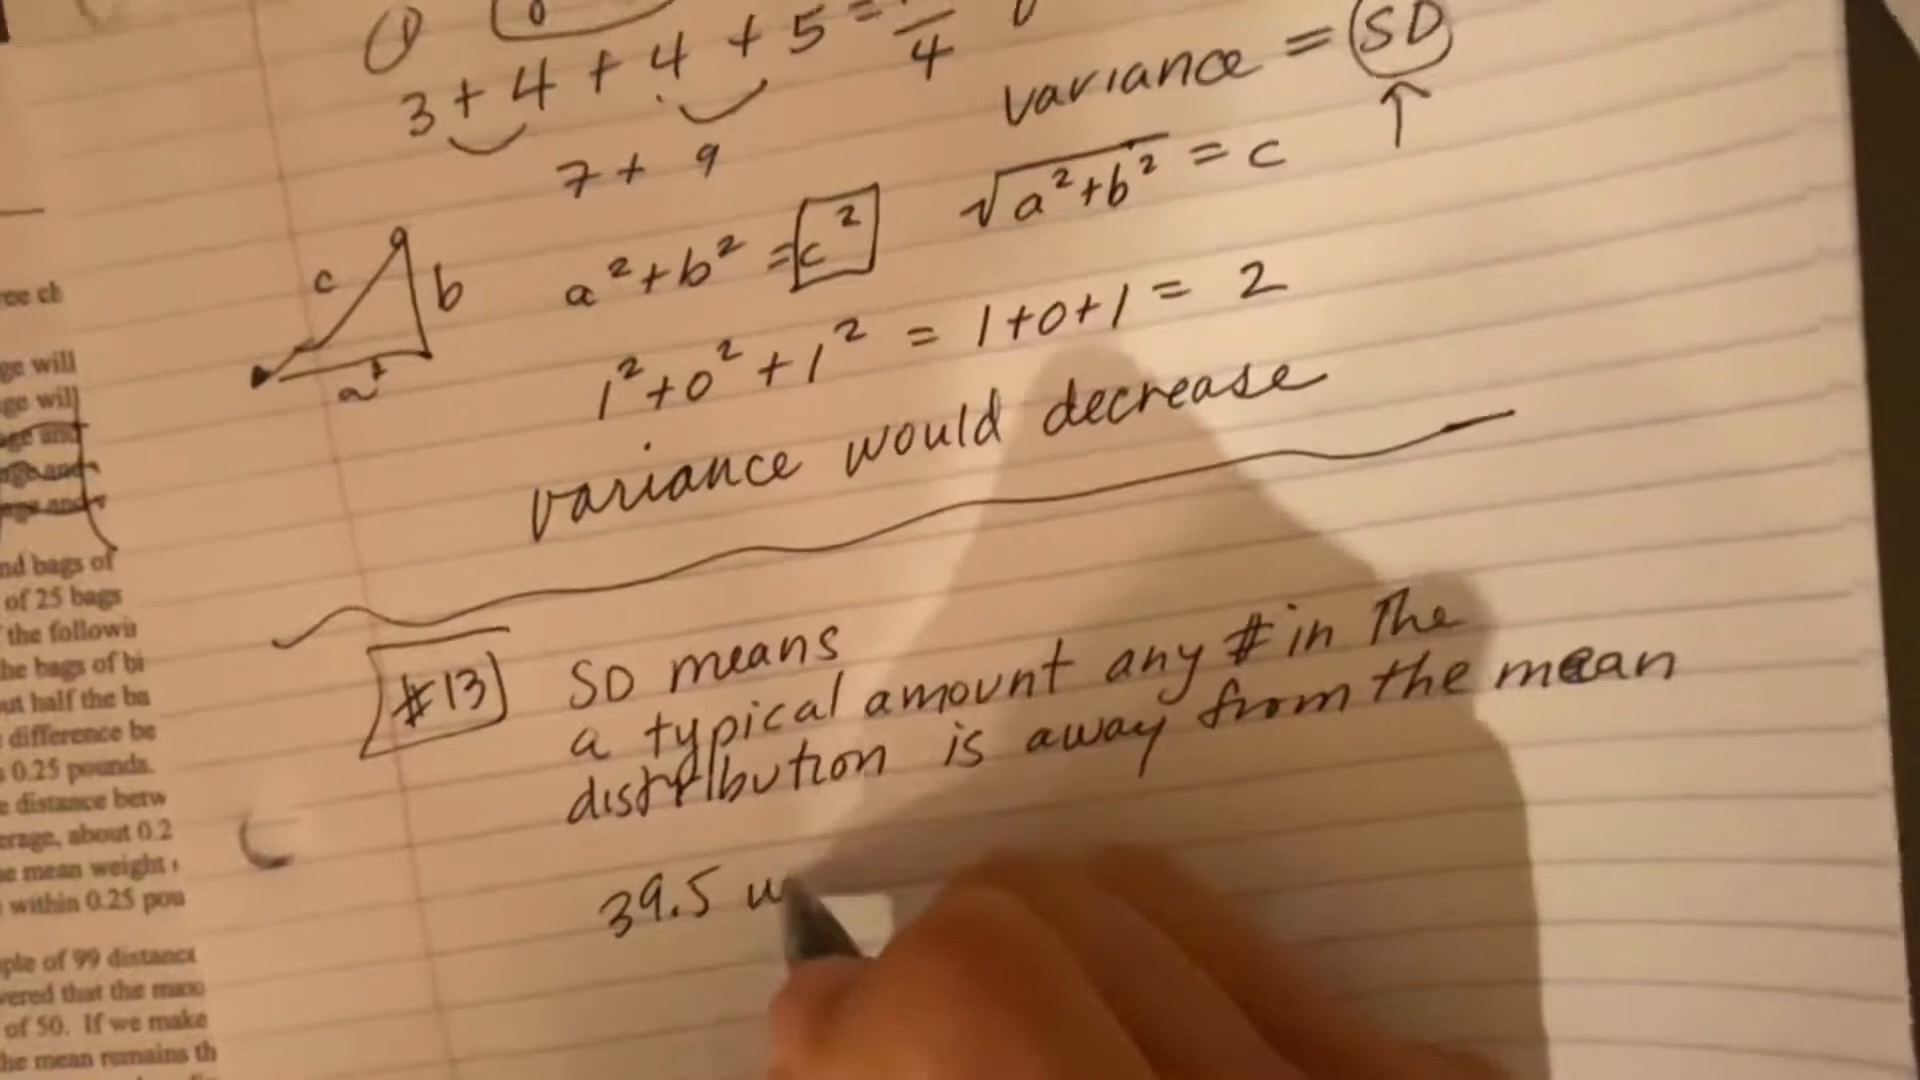 ①
3 + 4 + 4 + 5 =
4
7 + 9
variance = SD
↑
√a²+b² = c
a² + b² = c²
c
b
a
1² + 0² + 1² = 1+0+1 = 2
variance would decrease
#13
SD means
a typical amount any # in the
distribution is away from the mean
39.5
ge will
ge will
nd bags of
of 25 bags
the followin
he bags of bi
ut half the ba
difference be
0.25 pounds.
distance betw
erage, about 0.2
e mean weight
within 0.25 pou
ple of 99 distance
vered that the maxi
of 50. If we make
he mean remains th